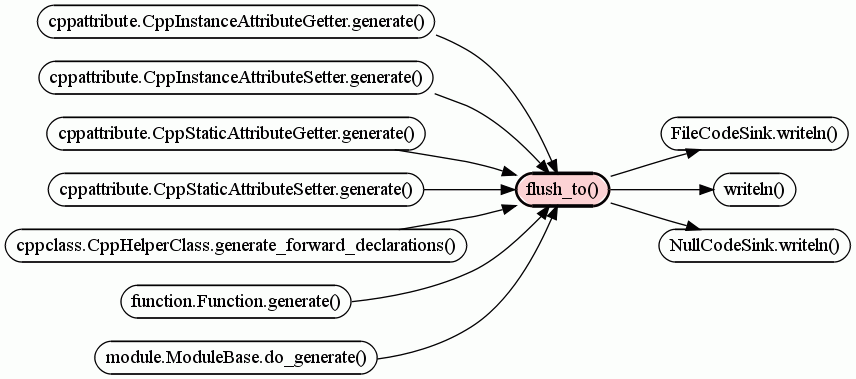 cppattribute.CppInstanceAttributeGetter.generate()
cppattribute.CppInstanceAttributeSetter.generate()
cppattribute.CppStaticAttributeGetter.generate()
cppattribute.CppStaticAttributeSetter.generate()
cppclass.CppHelperClass.generate_forward_declarations()
function.Function.generate()
module.ModuleBase.do_generate()
flush_to()
FileCodeSink.writeln()
writeln()
NullCodeSink.writeln()